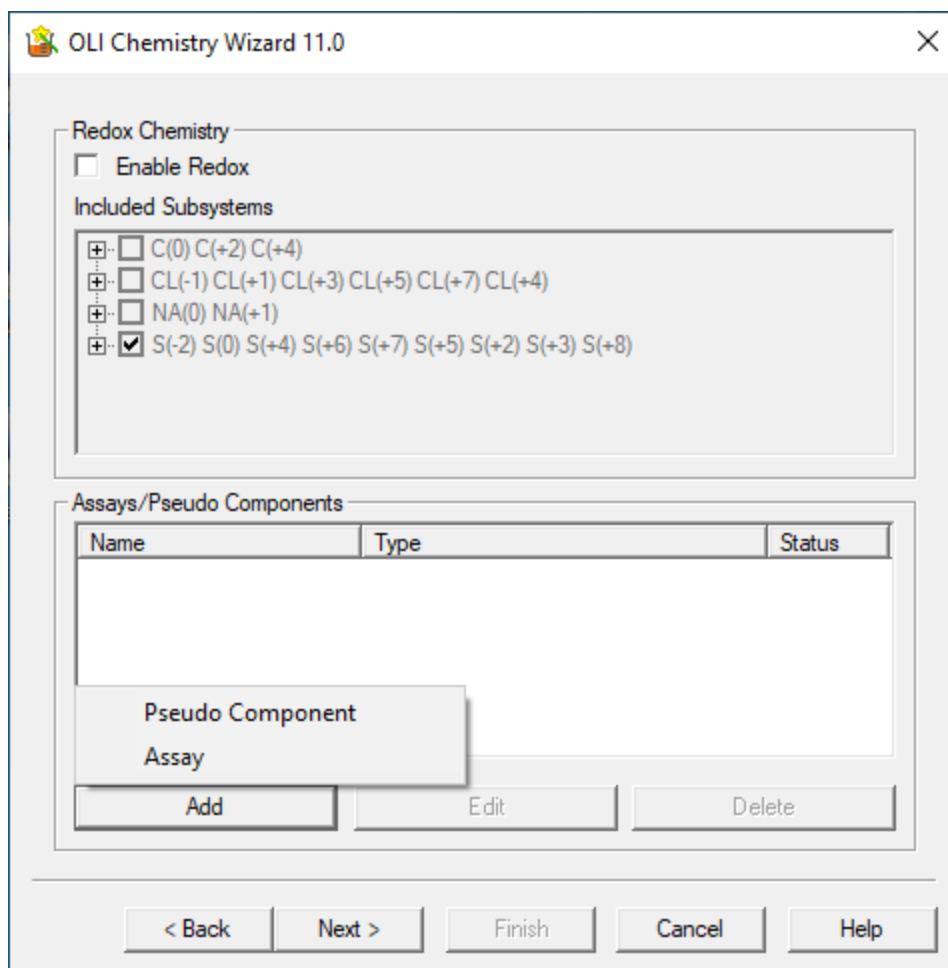 OLI Chemistry Wizard 11.0
Redox Chemistry
Enable Redox
Included Subsystems
C(0) C(+2) C(+4)
CL(-1) CL(+1) CL(+3) CL(+5) CL(+7) CL(+4)
NA(0) NA(+1)
S(-2) S(0) S(+4) S(+6) S(+7) S(+5) S(+2) S(+3) S(+8)
Assays/Pseudo Components
Name Type Status
Pseudo Component
Assay
Add Edit Delete
< Back Next > Finish Cancel Help